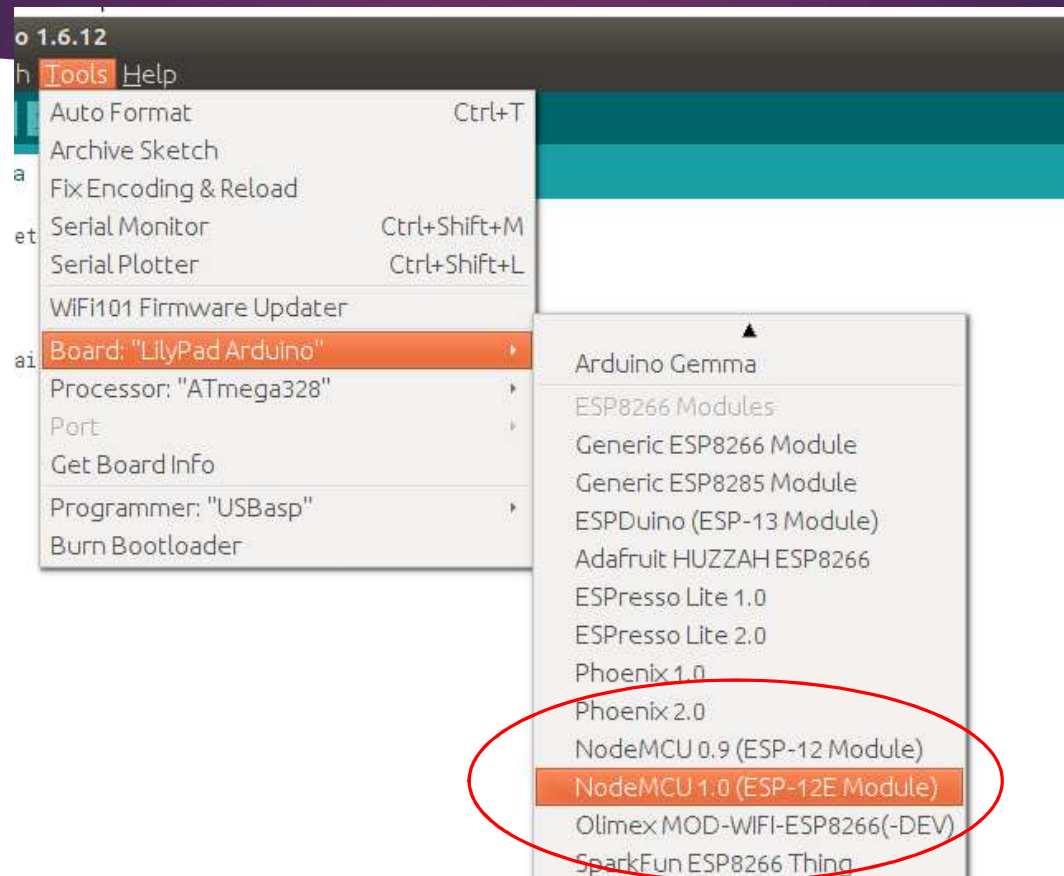 o 1.6.12
h Tools Help
Auto Format Ctrl+T
Archive Sketch
a
Fix Encoding & Reload
et
Serial Monitor Ctrl+Shift+M
Serial Plotter Ctrl+Shift+L
WiFi101 Firmware Updater
ai
Board: "LilyPad Arduino"
Processor: "ATmega328"
Port
Get Board Info
Programmer: "USBasp"
Burn Bootloader
Arduino Gemma
ESP8266 Modules
Generic ESP8266 Module
Generic ESP8285 Module
ESPDuino (ESP-13 Module)
Adafruit HUZZAH ESP8266
ESPresso Lite 1.0
ESPresso Lite 2.0
Phoenix 1.0
Phoenix 2.0
NodeMCU 0.9 (ESP-12 Module)
NodeMCU 1.0 (ESP-12E Module)
Olimex MOD-WIFI-ESP8266(-DEV)
SparkFun ESP8266 Thing